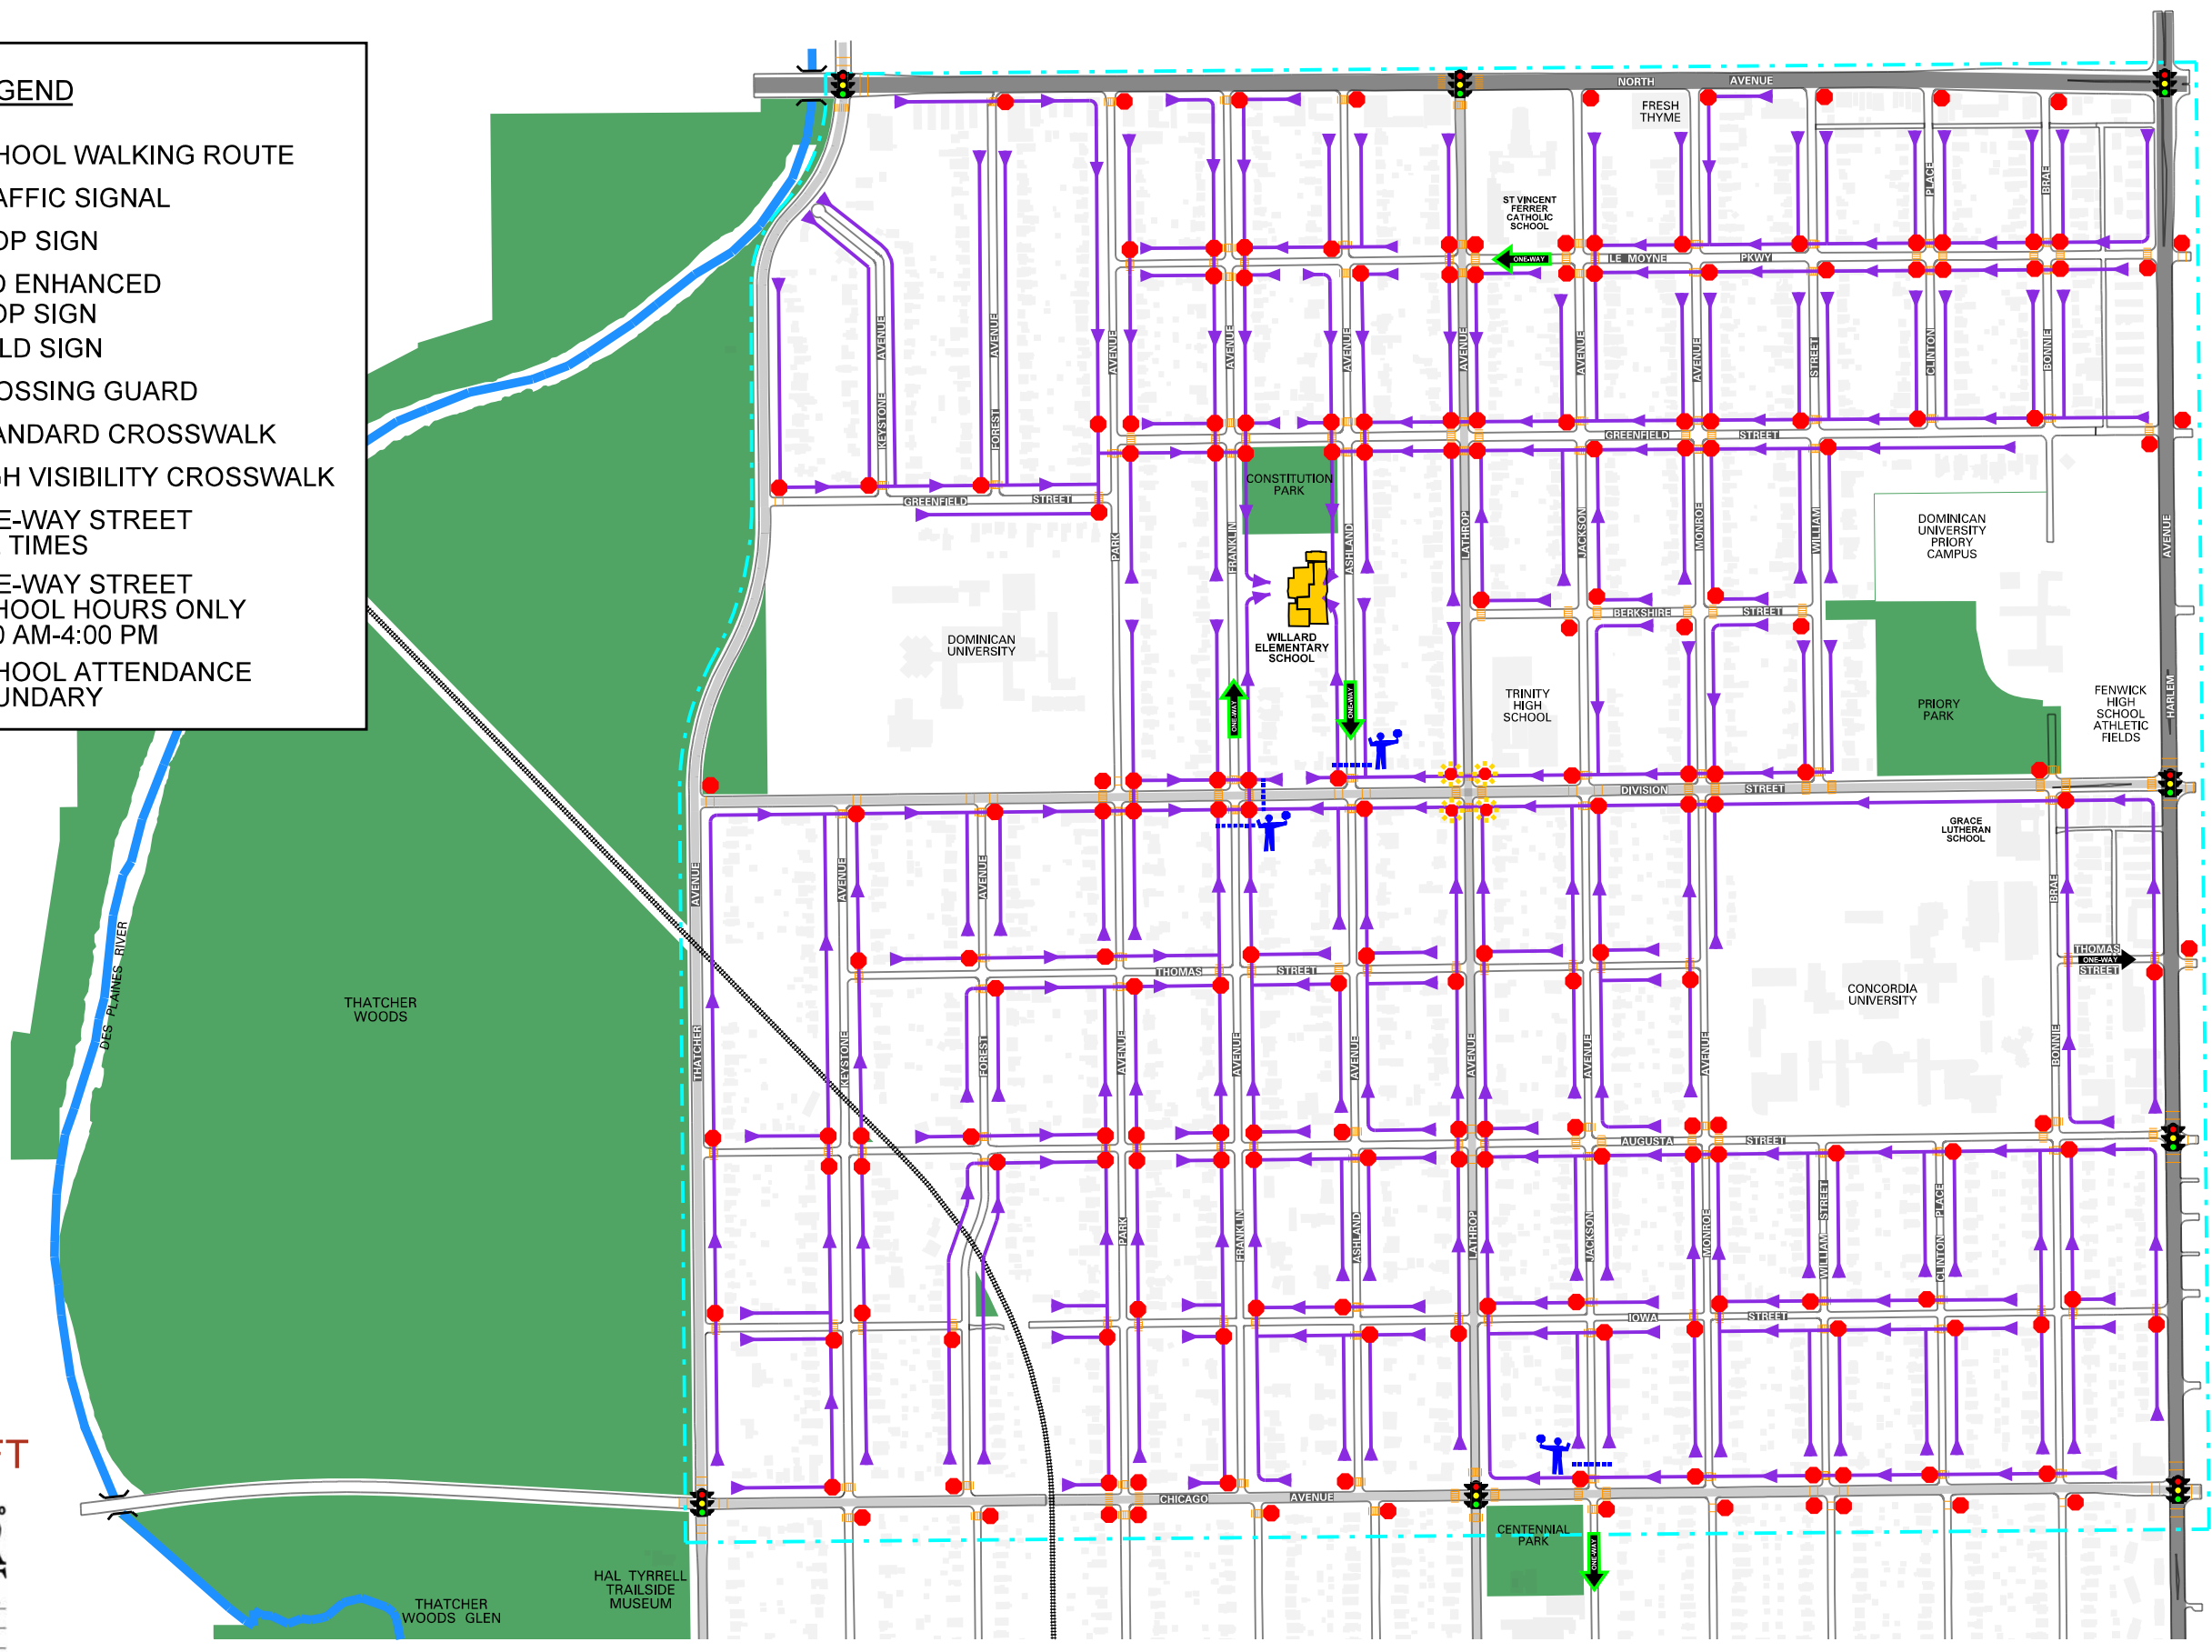 GEND
HOOL WALKING ROUTE
AFFIC SIGNAL
OP SIGN
D ENHANCED
OP SIGN
LD SIGN
OSSING GUARD
ANDARD CROSSWALK
GH VISIBILITY CROSSWALK
E-WAY STREET
TIMES
E-WAY STREET
HOOL HOURS ONLY
0 AM-4:00 PM
HOOL ATTENDANCE
UNDARY
FT
NORTH AVENUE
FRESH
THYME
ST VINCENT
FERRER
CATHOLIC
SCHOOL
ONE-WAY
LE MOYNE PKWY
PLACE
BRAE
AVENUE
AVENUE
AVENUE
AVENUE
AVENUE
AVENUE
AVENUE
AVENUE
STREET
CLINTON
BONNIE
KEYSTONE
FOREST
GREENFIELD STREET
GREENFIELD STREET
CONSTITUTION
PARK
PARK
FRANKLIN
ASHLAND
LATHROP
JACKSON
MONROE
WILLIAM
DOMINICAN
UNIVERSITY
PRIORY
CAMPUS
AVENUE
HARLEM
BERKSHIRE STREET
DOMINICAN
UNIVERSITY
WILLARD
ELEMENTARY
SCHOOL
ONE-WAY
ONE-WAY
TRINITY
HIGH
SCHOOL
PRIORY
PARK
FENWICK
HIGH
SCHOOL
ATHLETIC
FIELDS
DIVISION STREET
GRACE
LUTHERAN
SCHOOL
AVENUE
AVENUE
AVENUE
BRAE
THOMAS STREET
THOMAS
ONE-WAY
STREET
DES PLAINES RIVER
THATCHER
WOODS
CONCORDIA
UNIVERSITY
THATCHER
KEYSTONE
FOREST
AVENUE
AVENUE
AVENUE
AVENUE
AVENUE
AVENUE
BONNIE
AUGUSTA STREET
PARK
FRANKLIN
ASHLAND
LATHROP
JACKSON
MONROE
WILLIAM STREET
CLINTON PLACE
IOWA STREET
CHICAGO AVENUE
CENTENNIAL
PARK
ONE-WAY
HAL TYRRELL
TRAILSIDE
MUSEUM
THATCHER
WOODS GLEN